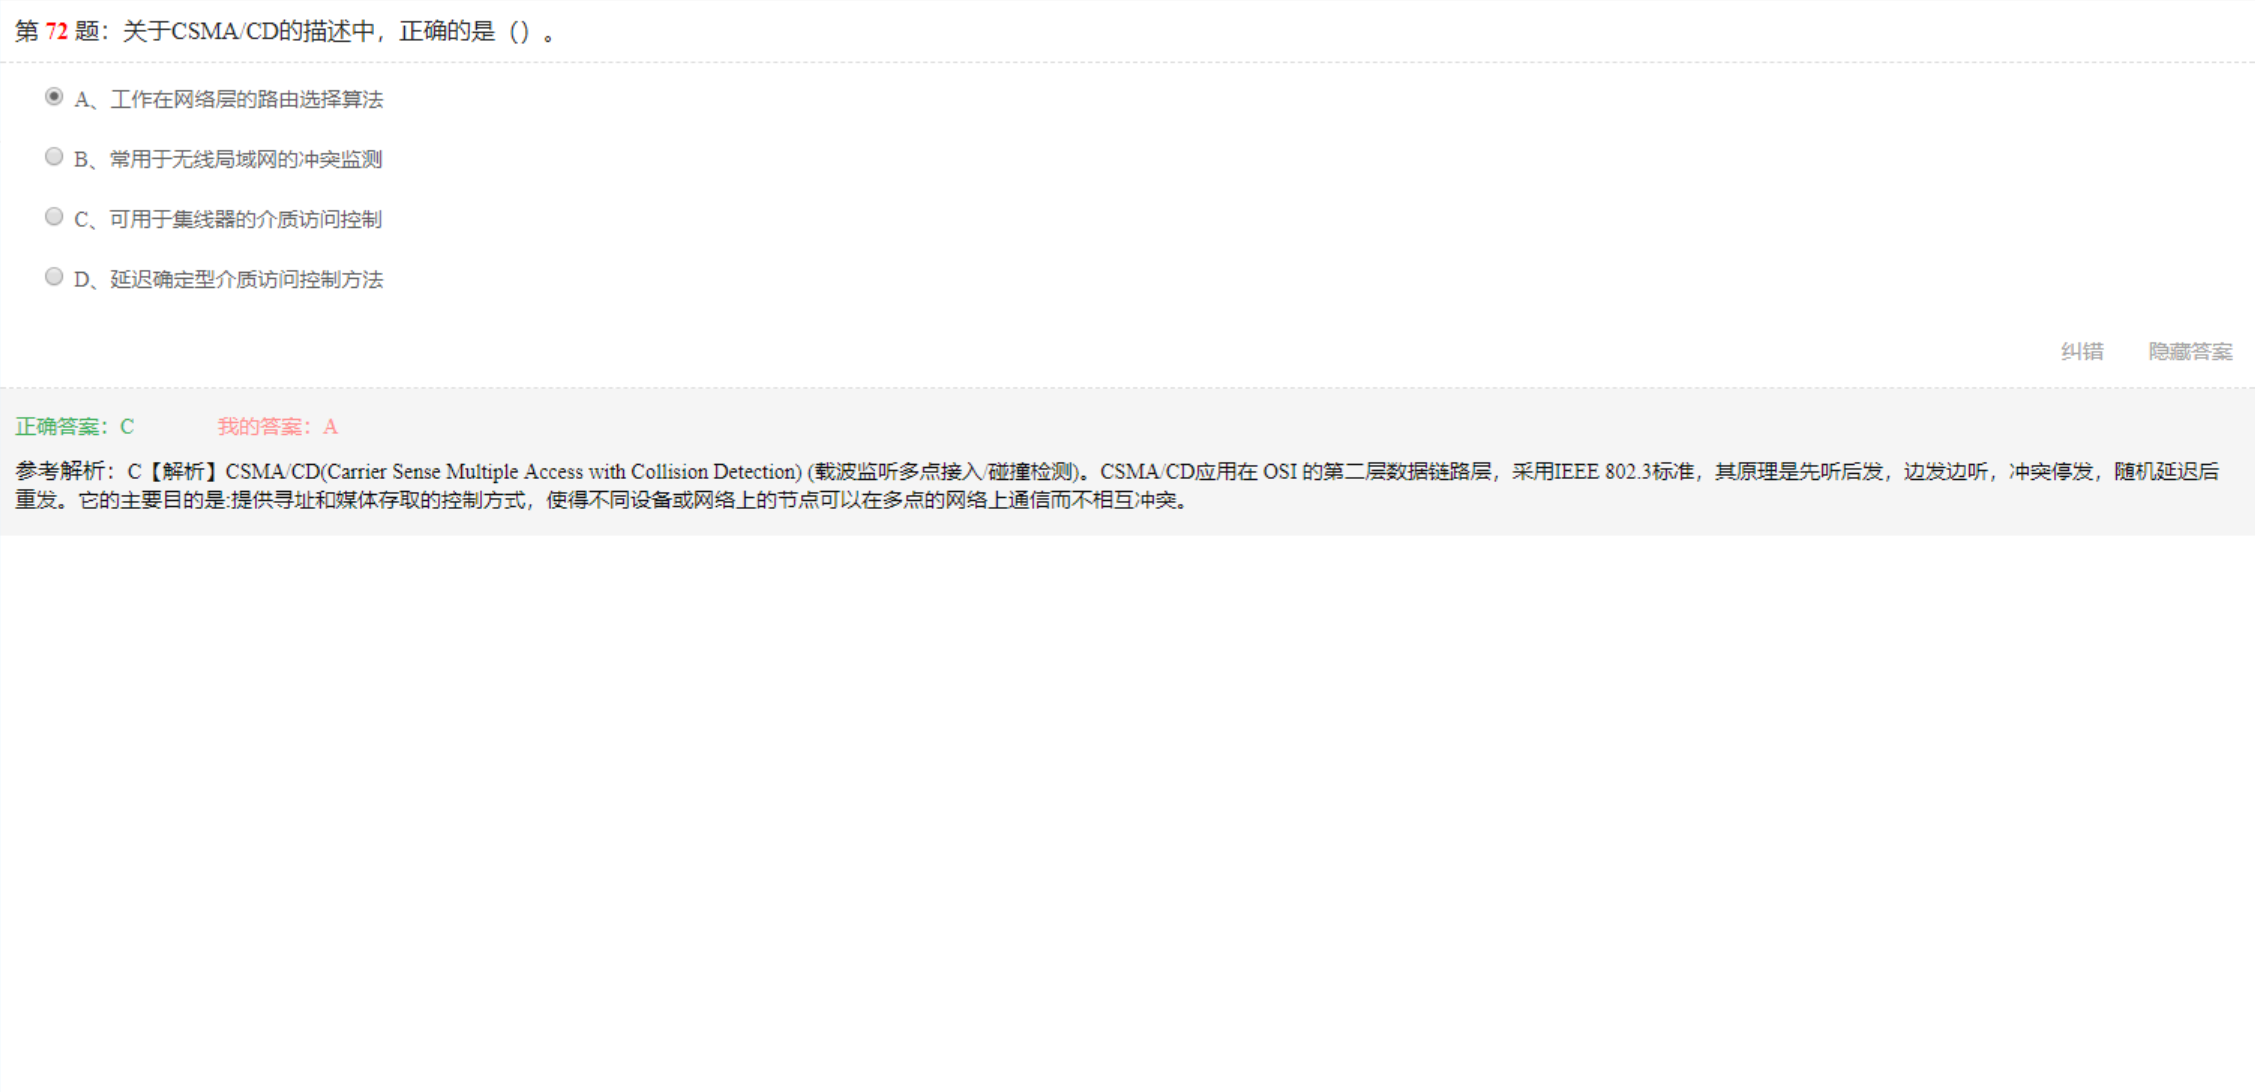 第 72 题：关于CSMA/CD的描述中，正确的是（）。
A、工作在网络层的路由选择算法
B、常用于无线局域网的冲突监测
C、可用于集线器的介质访问控制
D、延迟确定型介质访问控制方法
纠错 隐藏答案
正确答案：C 我的答案：A
参考解析：C【解析】CSMA/CD(Carrier Sense Multiple Access with Collision Detection) (载波监听多点接入/碰撞检测)。CSMA/CD应用在 OSI 的第二层数据链路层，采用IEEE 802.3标准，其原理是先听后发，边发边听，冲突停发，随机延迟后
重发。它的主要目的是:提供寻址和媒体存取的控制方式，使得不同设备或网络上的节点可以在多点的网络上通信而不相互冲突。